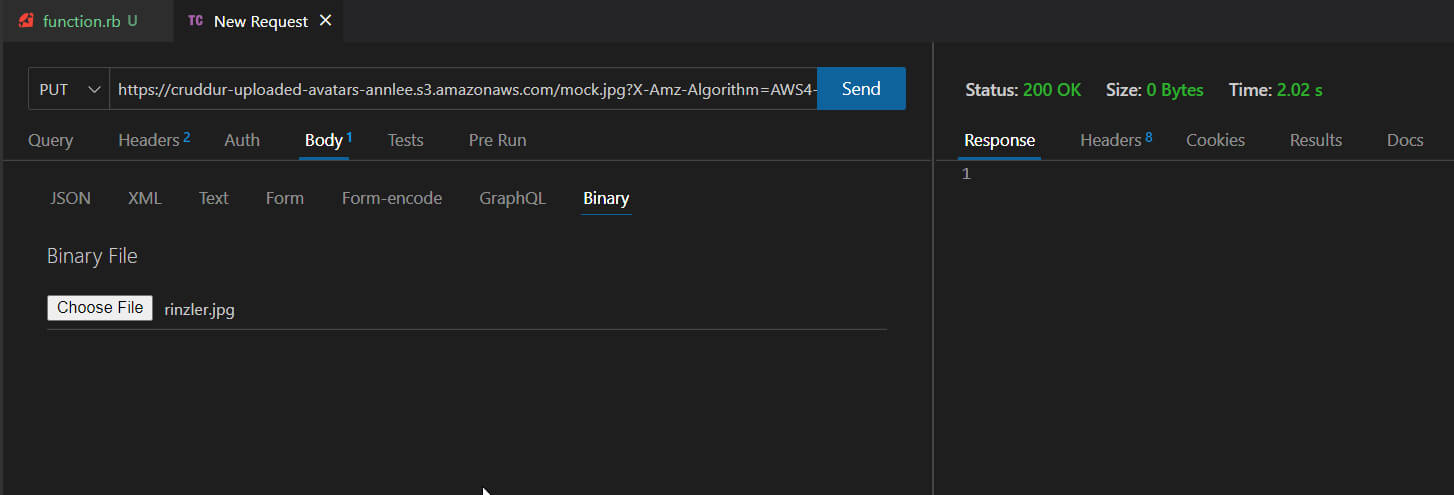 function.rb U TC New Request ×
PUT https://cruddur-uploaded-avatars-annlee.s3.amazonaws.com/mock.jpg?X-Amz-Algorithm=AWS4- Send
Query Headers 2 Auth Body 1 Tests Pre Run
JSON XML Text Form Form-encode GraphQL Binary
Binary File
Choose File rinzler.jpg
Status: 200 OK Size: 0 Bytes Time: 2.02 s
Response Headers 8 Cookies Results Docs
1